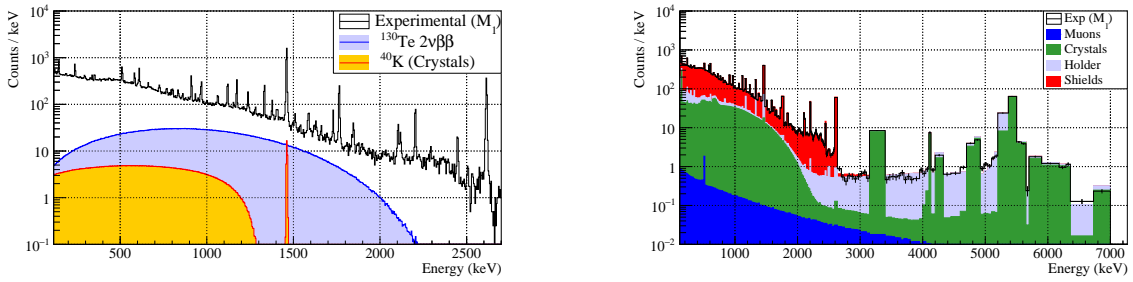 Counts / keV
10⁴
10³
10²
10
1
10⁻¹
Experimental (M₁)
¹³⁰Te 2νββ
⁴⁰K (Crystals)
500 1000 1500 2000 2500
Energy (keV)
Counts / keV
10⁴
10³
10²
10
1
10⁻¹
10⁻²
Exp (M₁)
Muons
Crystals
Holder
Shields
1000 2000 3000 4000 5000 6000 7000
Energy (keV)